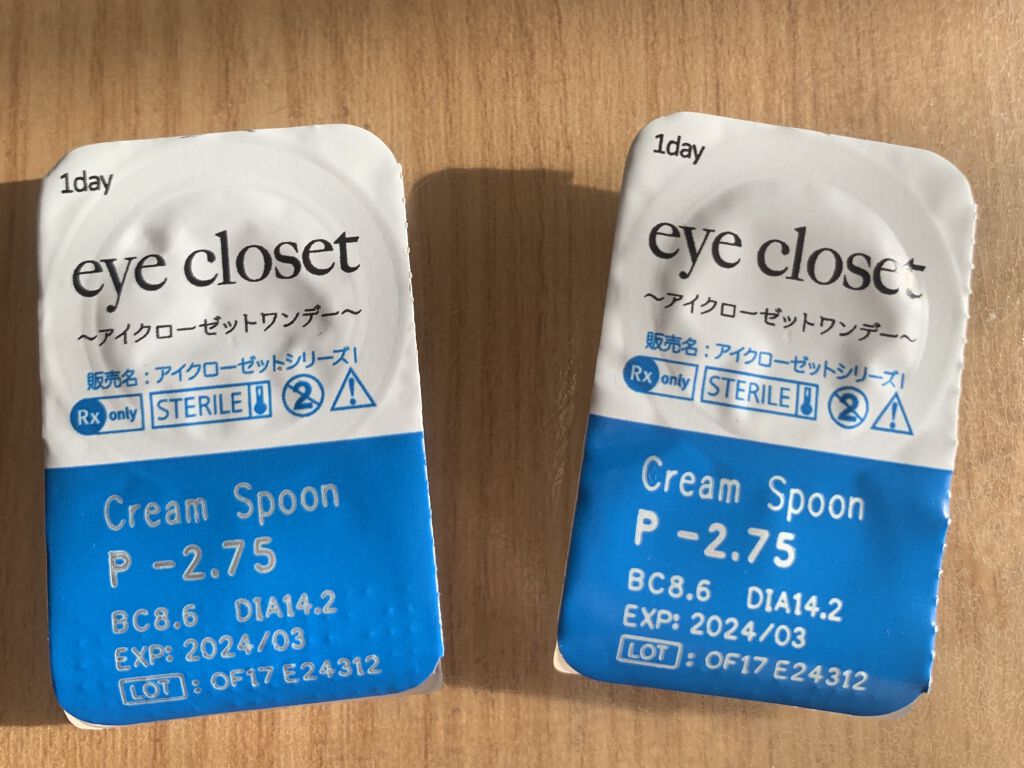 1day
eye closet
~アイクローゼットワンデー~
販売名:アイクローゼットシリーズI
Rx only STERILE 2
Cream Spoon
P -2.75
BC8.6 DIA14.2
EXP: 2024/03
LOT : OF17 E24312
1day
eye closet
~アイクローゼットワンデー~
販売名:アイクローゼットシリーズI
Rx only STERILE 2
Cream Spoon
P -2.75
BC8.6 DIA14.2
EXP: 2024/03
LOT : OF17 E24312